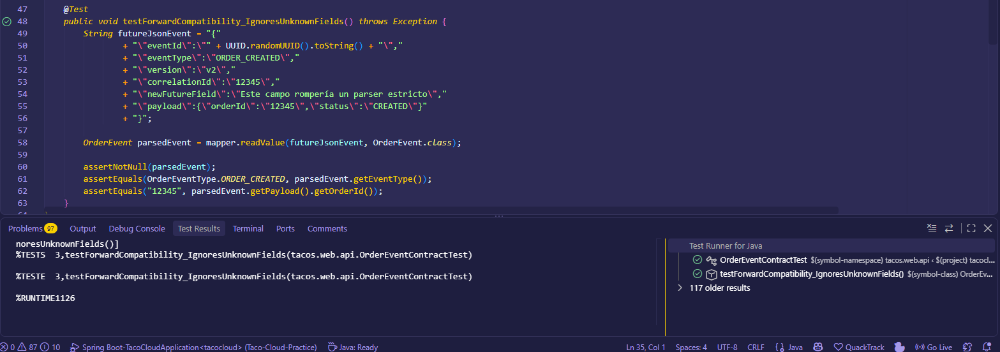 47 @Test
48 public void testForwardCompatibility_IgnoresUnknownFields() throws Exception {
49 String futureJsonEvent = "{"
50 + "\"eventId\":\"" + UUID.randomUUID().toString() + "\","
51 + "\"eventType\":\"ORDER_CREATED\","
52 + "\"version\":\"v2\","
53 + "\"correlationId\":\"12345\","
54 + "\"newFutureField\":\"Este campo rompería un parser estricto\","
55 + "\"payload\":{\"orderId\":\"12345\",\"status\":\"CREATED\"}"
56 + "}";
57
58 OrderEvent parsedEvent = mapper.readValue(futureJsonEvent, OrderEvent.class);
59
60 assertNotNull(parsedEvent);
61 assertEquals(OrderEventType.ORDER_CREATED, parsedEvent.getEventType());
62 assertEquals("12345", parsedEvent.getPayload().getOrderId());
63 }
64 }
Problems 97 Output Debug Console Test Results Terminal Ports Comments
noresUnknownFields()]
%TESTS 3,testForwardCompatibility_IgnoresUnknownFields(tacos.web.api.OrderEventContractTest)
%TESTE 3,testForwardCompatibility_IgnoresUnknownFields(tacos.web.api.OrderEventContractTest)
%RUNTIME1126
Test Runner for Java
OrderEventContractTest $(symbol-namespace) tacos.web.api ‹ $(project) tacocl...
testForwardCompatibility_IgnoresUnknownFields() $(symbol-class) OrderEv...
117 older results
0 87 10 Spring Boot-TacoCloudApplication<tacocloud> (Taco-Cloud-Practice) Java: Ready Ln 35, Col 1 Spaces: 4 UTF-8 CRLF {} Java QuackTrack Go Live